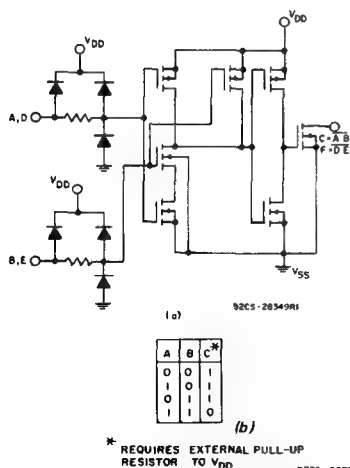 VDD
VDD
A,D
C = A B
F = D E
VDD
B,E
VSS
92CS-28349R1
(a)
A B C*
0 0 1
1 0 1
0 1 1
1 1 0
(b)
* REQUIRES EXTERNAL PULL-UP
RESISTOR TO VDD